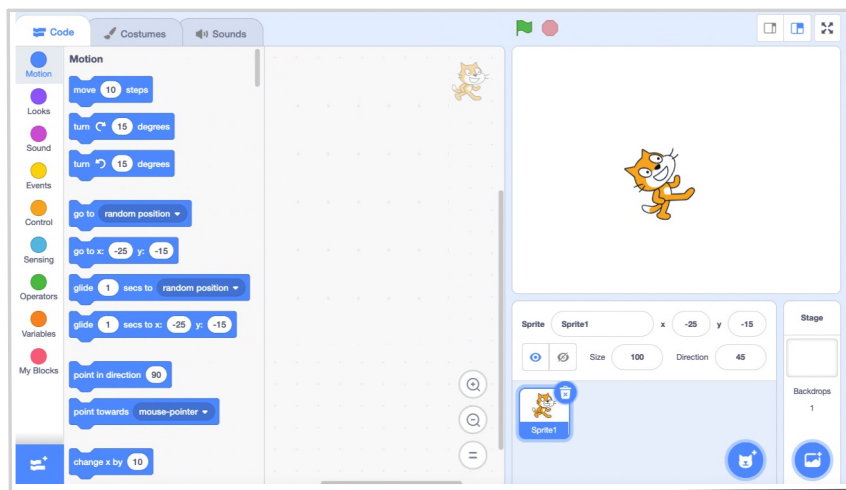 Code Costumes Sounds
Motion
Looks
Sound
Events
Control
Sensing
Operators
Variables
My Blocks
Motion
move 10 steps
turn 15 degrees
turn 15 degrees
go to random position
go to x: -25 y: -15
glide 1 secs to random position
glide 1 secs to x: -25 y: -15
point in direction 90
point towards mouse-pointer
change x by 10
Sprite Sprite1 x -25 y -15
Size 100 Direction 45
Sprite1
Stage
Backdrops
1